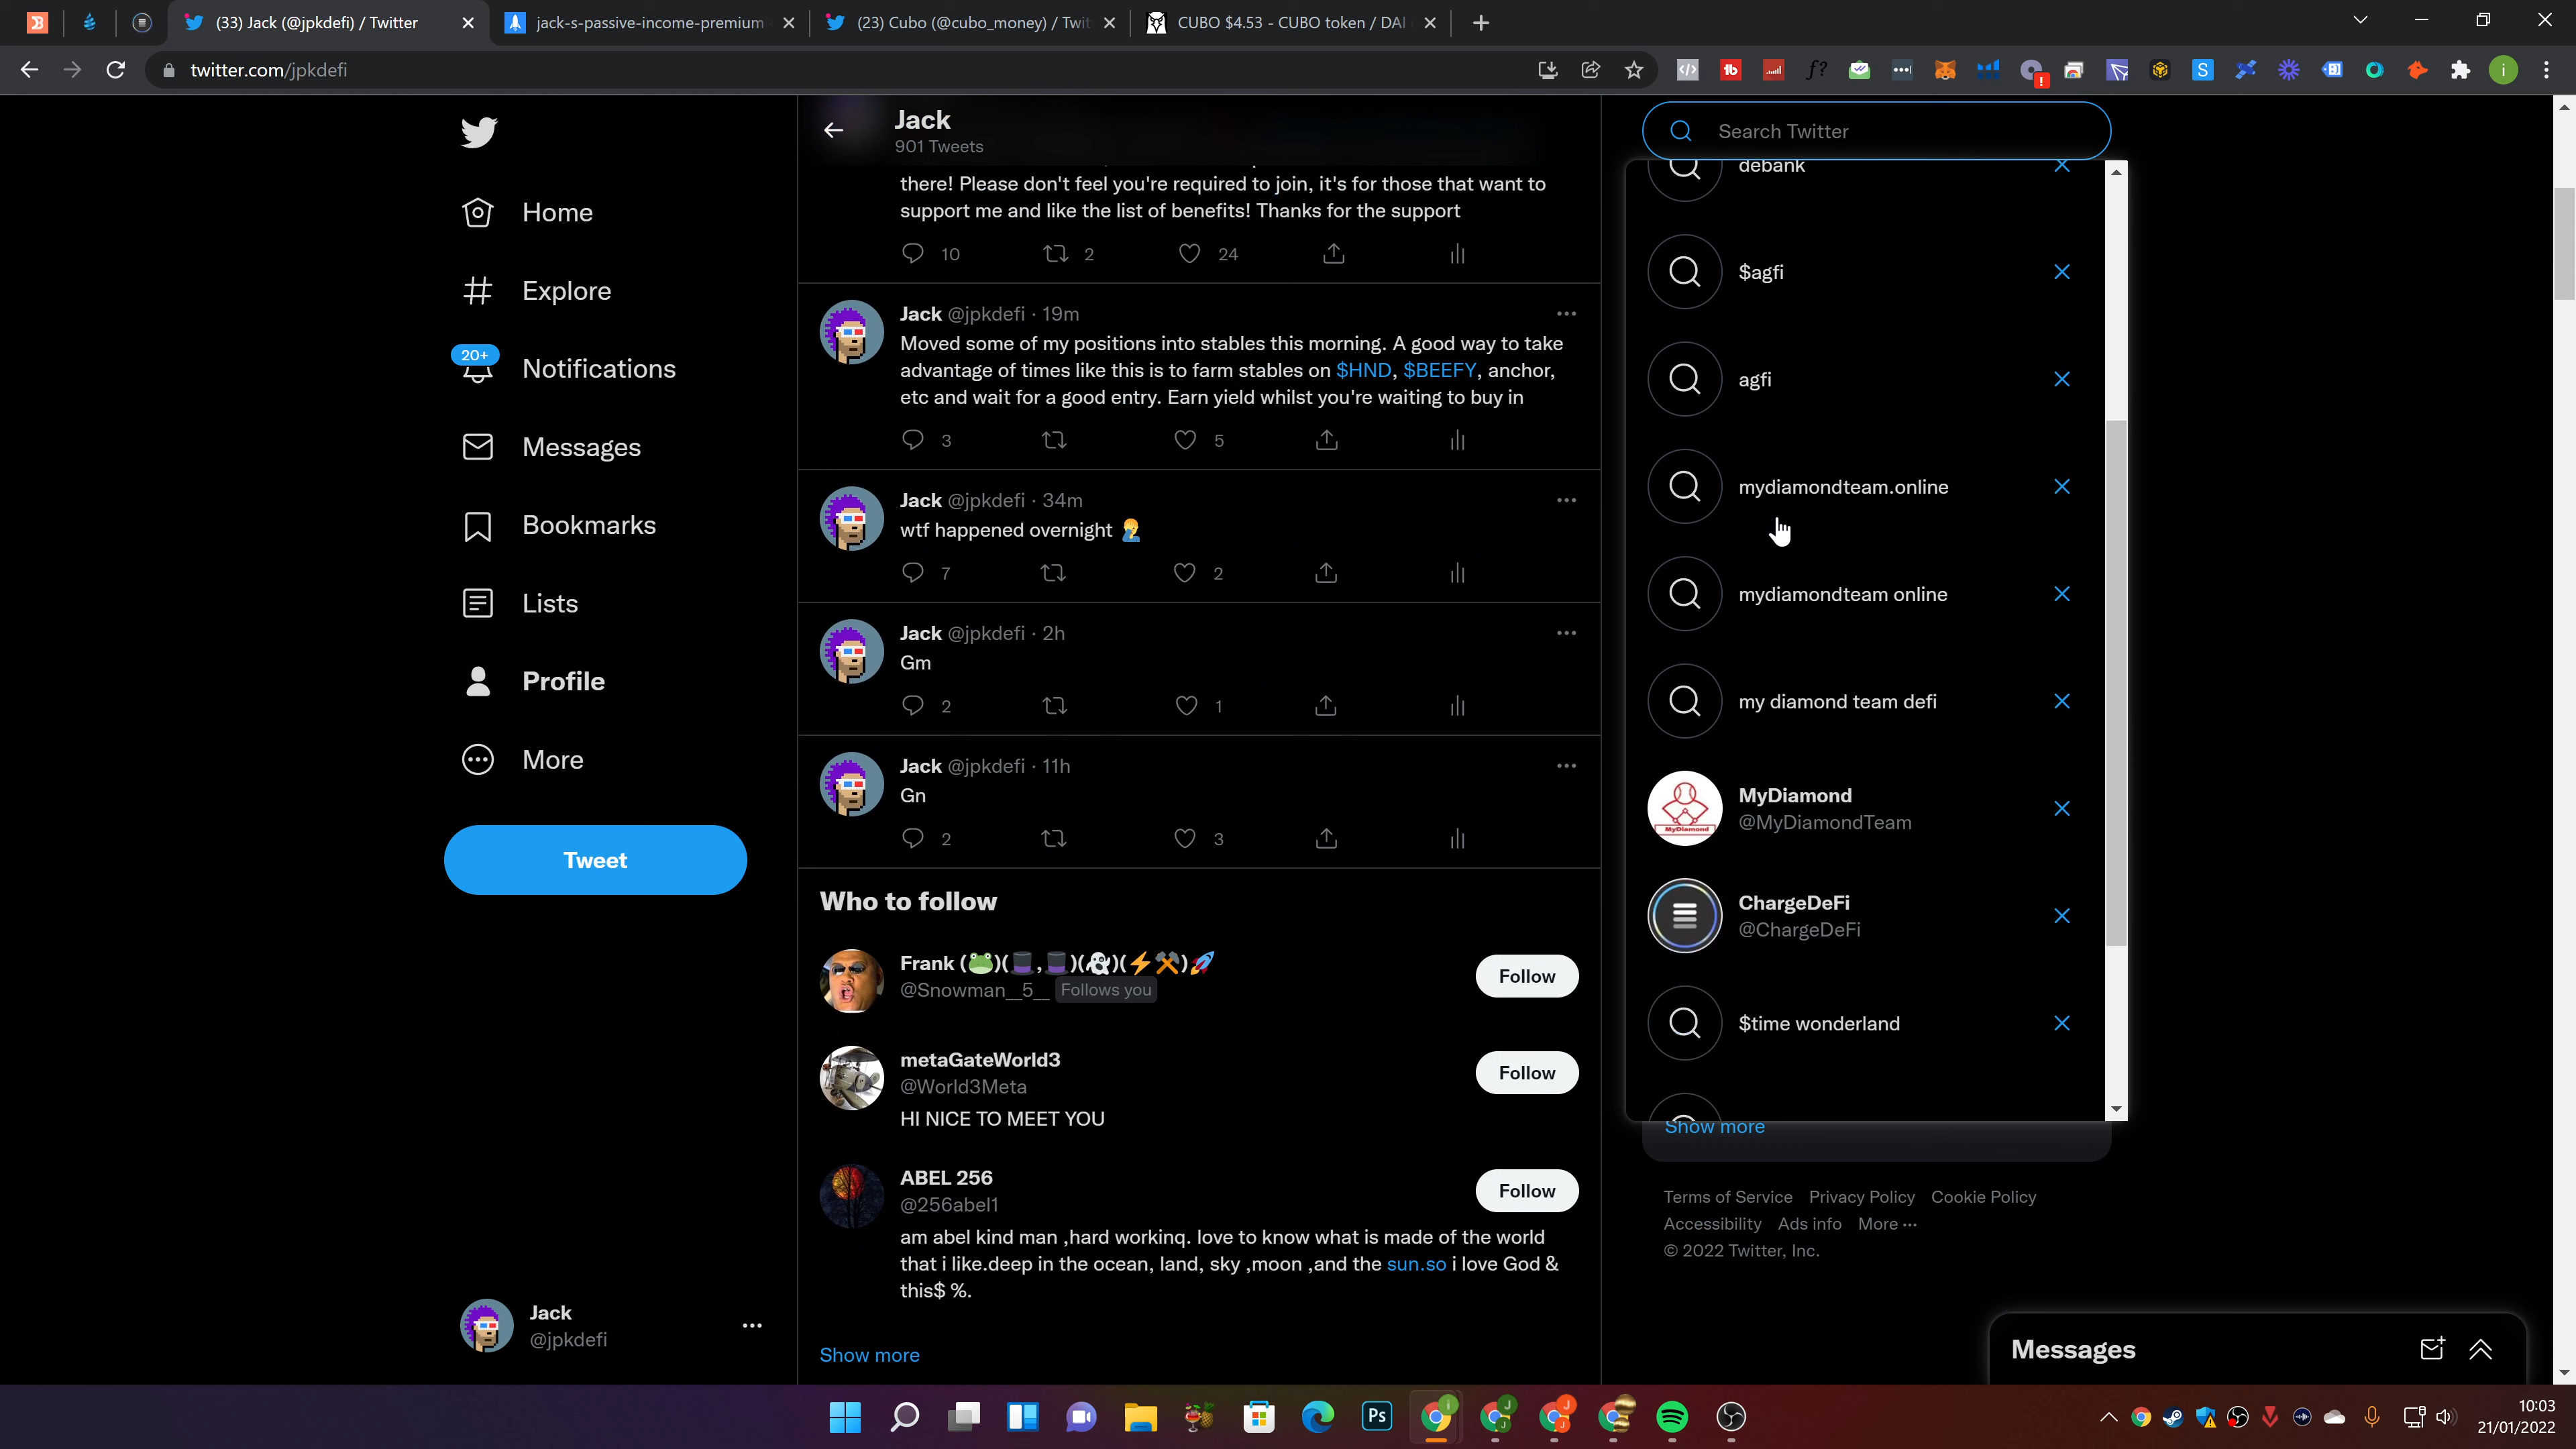 (33) Jack (@jpkdefi) / Twitter
jack-s-passive-income-premium
(23) Cubo (@cubo_money) / Twit
CUBO $4.53 - CUBO token / DAI
twitter.com/jpkdefi
Jack
901 Tweets
Home
Explore
20+
Notifications
Messages
Bookmarks
Lists
Profile
More
Tweet
Jack
@jpkdefi
there! Please don't feel you're required to join, it's for those that want to
support me and like the list of benefits! Thanks for the support
10 2 24
Jack @jpkdefi · 19m
Moved some of my positions into stables this morning. A good way to take
advantage of times like this is to farm stables on $HND, $BEEFY, anchor,
etc and wait for a good entry. Earn yield whilst you're waiting to buy in
3 5
Jack @jpkdefi · 34m
wtf happened overnight 🤦‍♂️
7 2
Jack @jpkdefi · 2h
Gm
2 1
Jack @jpkdefi · 11h
Gn
2 3
Who to follow
Frank (🐸)(🎩,🎩)(👻)(⚡⚒️)🚀
@Snowman__5__ Follows you
Follow
metaGateWorld3
@World3Meta
Follow
HI NICE TO MEET YOU
ABEL 256
@256abel1
Follow
am abel kind man ,hard working. love to know what is made of the world
that i like.deep in the ocean, land, sky ,moon ,and the sun.so i love God &
this$ %.
Show more
Search Twitter
debank
$agfi
agfi
mydiamondteam.online
mydiamondteam online
my diamond team defi
MyDiamond
@MyDiamondTeam
ChargeDeFi
@ChargeDeFi
$time wonderland
Show more
Terms of Service Privacy Policy Cookie Policy
Accessibility Ads info More ···
© 2022 Twitter, Inc.
Messages
10:03
21/01/2022